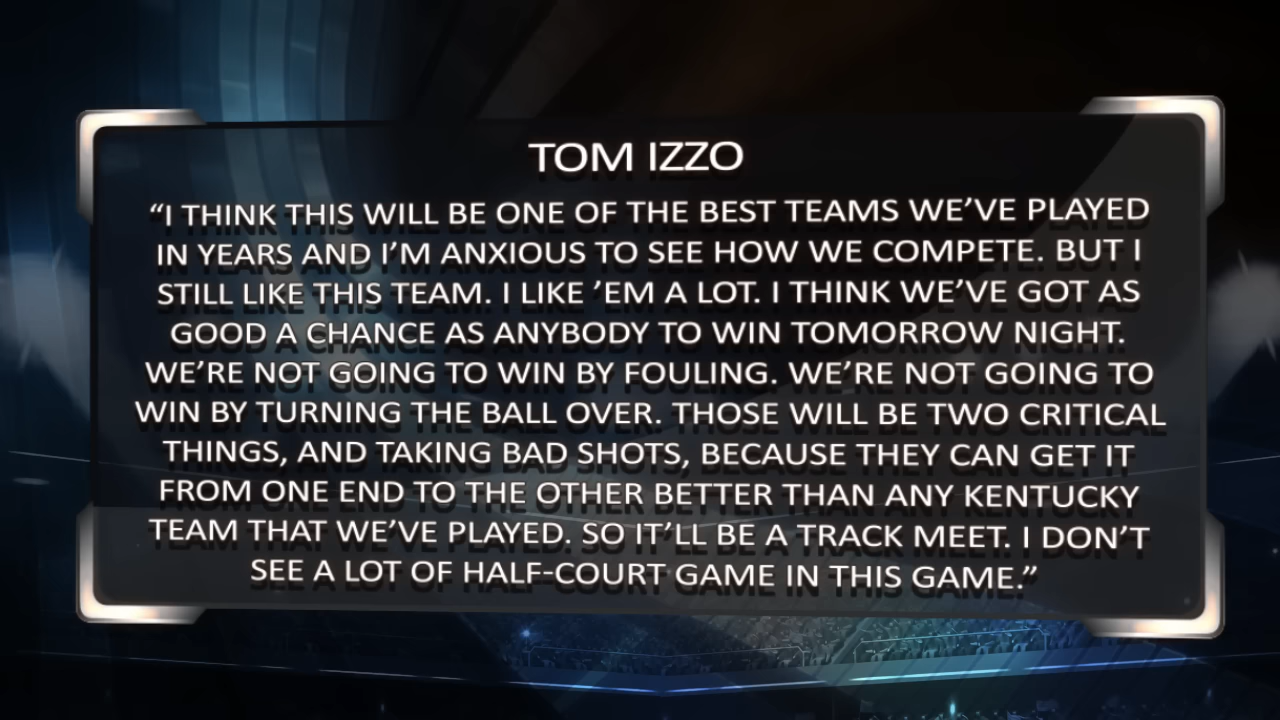 TOM IZZO
“I THINK THIS WILL BE ONE OF THE BEST TEAMS WE’VE PLAYED
IN YEARS AND I’M ANXIOUS TO SEE HOW WE COMPETE. BUT I
STILL LIKE THIS TEAM. I LIKE ’EM A LOT. I THINK WE’VE GOT AS
GOOD A CHANCE AS ANYBODY TO WIN TOMORROW NIGHT.
WE’RE NOT GOING TO WIN BY FOULING. WE’RE NOT GOING TO
WIN BY TURNING THE BALL OVER. THOSE WILL BE TWO CRITICAL
THINGS, AND TAKING BAD SHOTS, BECAUSE THEY CAN GET IT
FROM ONE END TO THE OTHER BETTER THAN ANY KENTUCKY
TEAM THAT WE’VE PLAYED. SO IT’LL BE A TRACK MEET. I DON’T
SEE A LOT OF HALF-COURT GAME IN THIS GAME.”